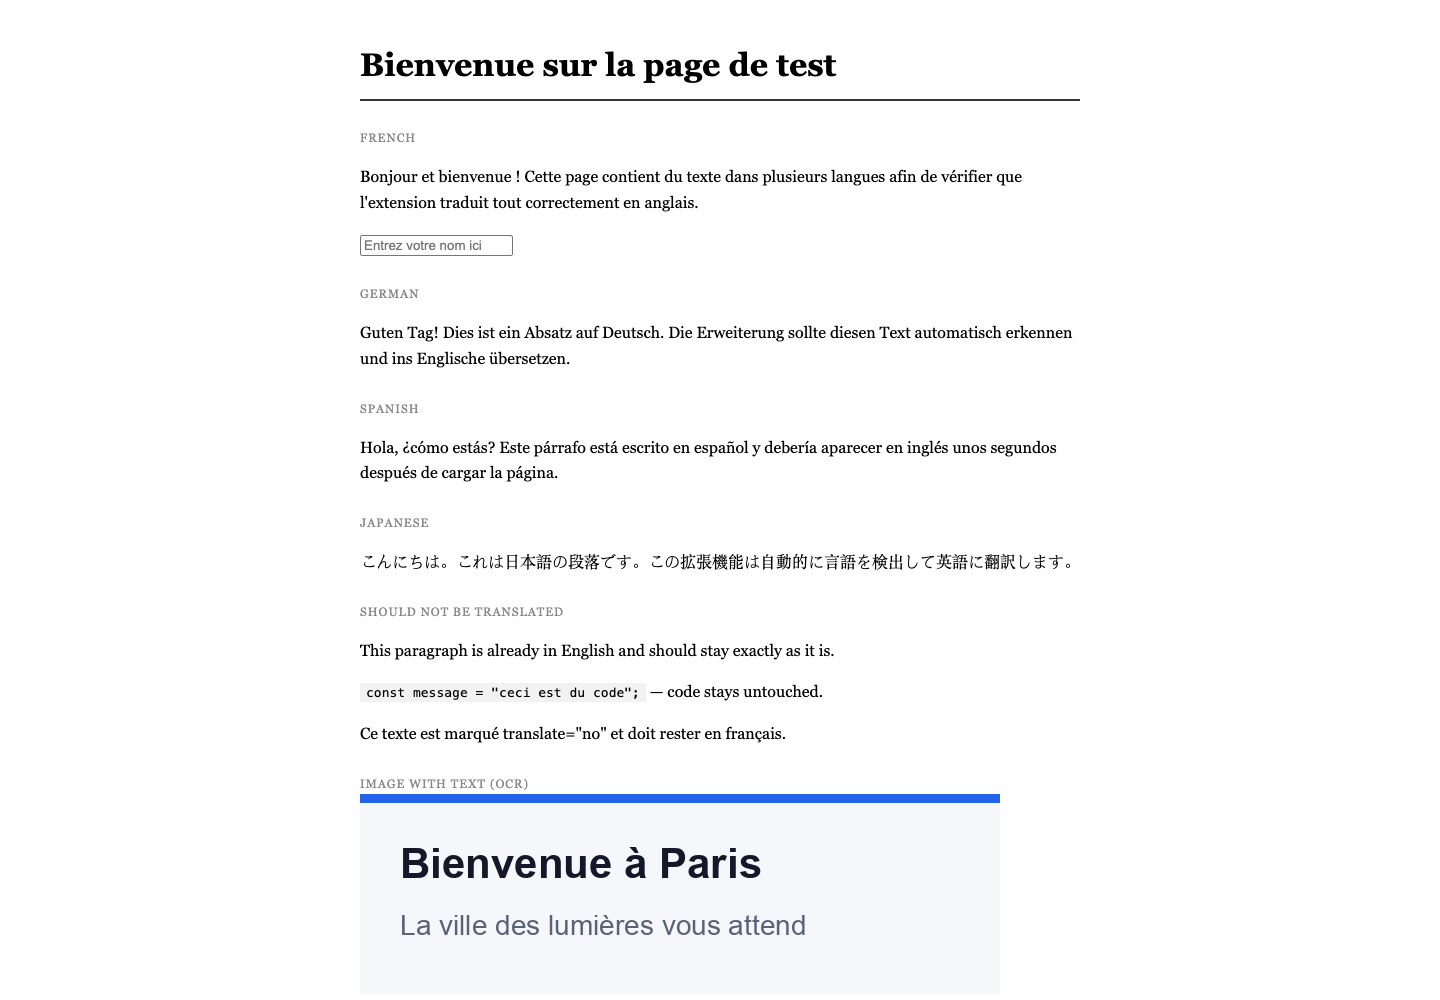 Bienvenue sur la page de test
FRENCH
Bonjour et bienvenue ! Cette page contient du texte dans plusieurs langues afin de vérifier que
l'extension traduit tout correctement en anglais.
Entrez votre nom ici
GERMAN
Guten Tag! Dies ist ein Absatz auf Deutsch. Die Erweiterung sollte diesen Text automatisch erkennen
und ins Englische übersetzen.
SPANISH
Hola, ¿cómo estás? Este párrafo está escrito en español y debería aparecer en inglés unos segundos
después de cargar la página.
JAPANESE
こんにちは。これは日本語の段落です。この拡張機能は自動的に言語を検出して英語に翻訳します。
SHOULD NOT BE TRANSLATED
This paragraph is already in English and should stay exactly as it is.
const message = "ceci est du code"; — code stays untouched.
Ce texte est marqué translate="no" et doit rester en français.
IMAGE WITH TEXT (OCR)
Bienvenue à Paris
La ville des lumières vous attend